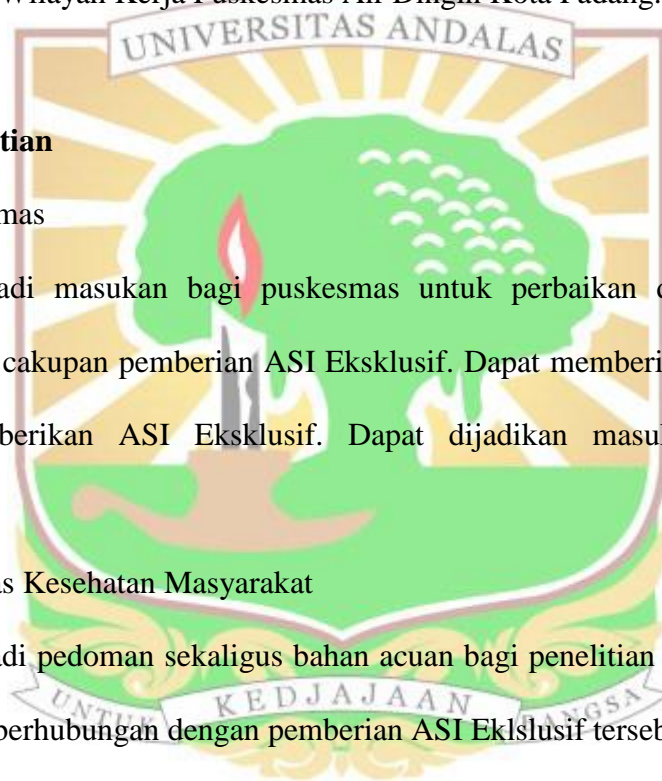 Wilayah Kerja Puskesmas Air Dingin Kota Padang.
UNIVERSITAS ANDALAS
tian
mas
adi masukan bagi puskesmas untuk perbaikan d
cakupan pemberian ASI Eksklusif. Dapat memberi
berikan ASI Eksklusif. Dapat dijadikan masuk
as Kesehatan Masyarakat
adi pedoman sekaligus bahan acuan bagi penelitian
UNTUK KEDJAJAAN BANGSA
berhubungan dengan pemberian ASI Eklslusif terseb